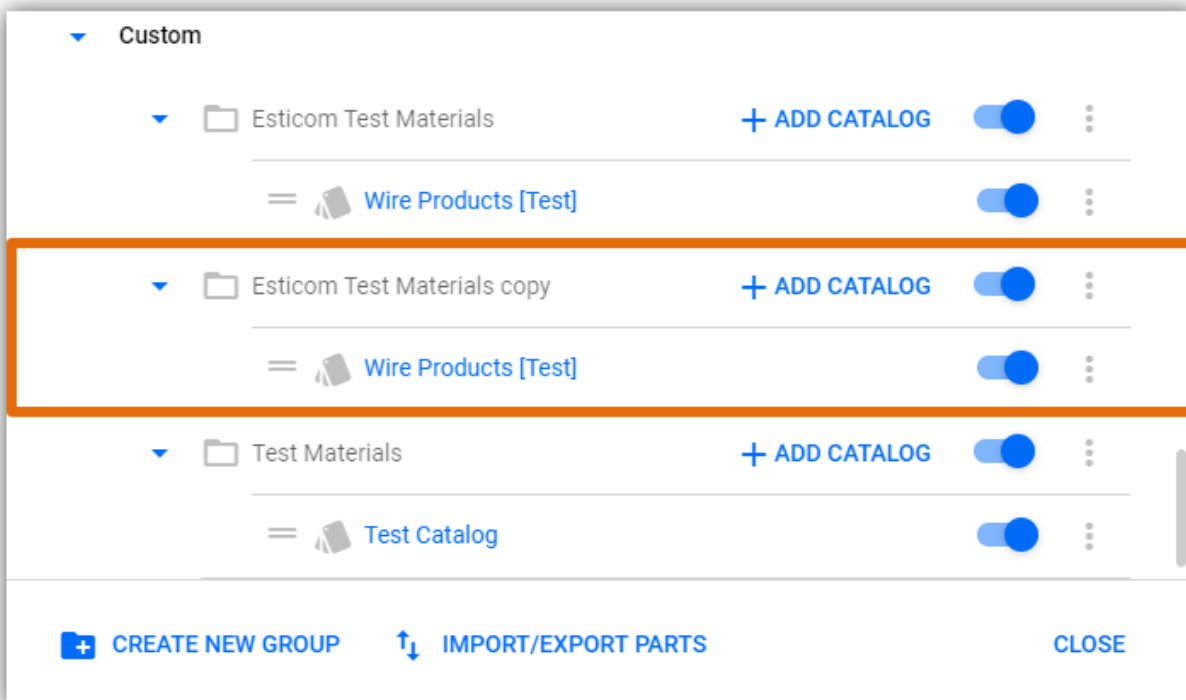 Custom
Esticom Test Materials + ADD CATALOG
Wire Products [Test]
Esticom Test Materials copy + ADD CATALOG
Wire Products [Test]
Test Materials + ADD CATALOG
Test Catalog
CREATE NEW GROUP IMPORT/EXPORT PARTS CLOSE